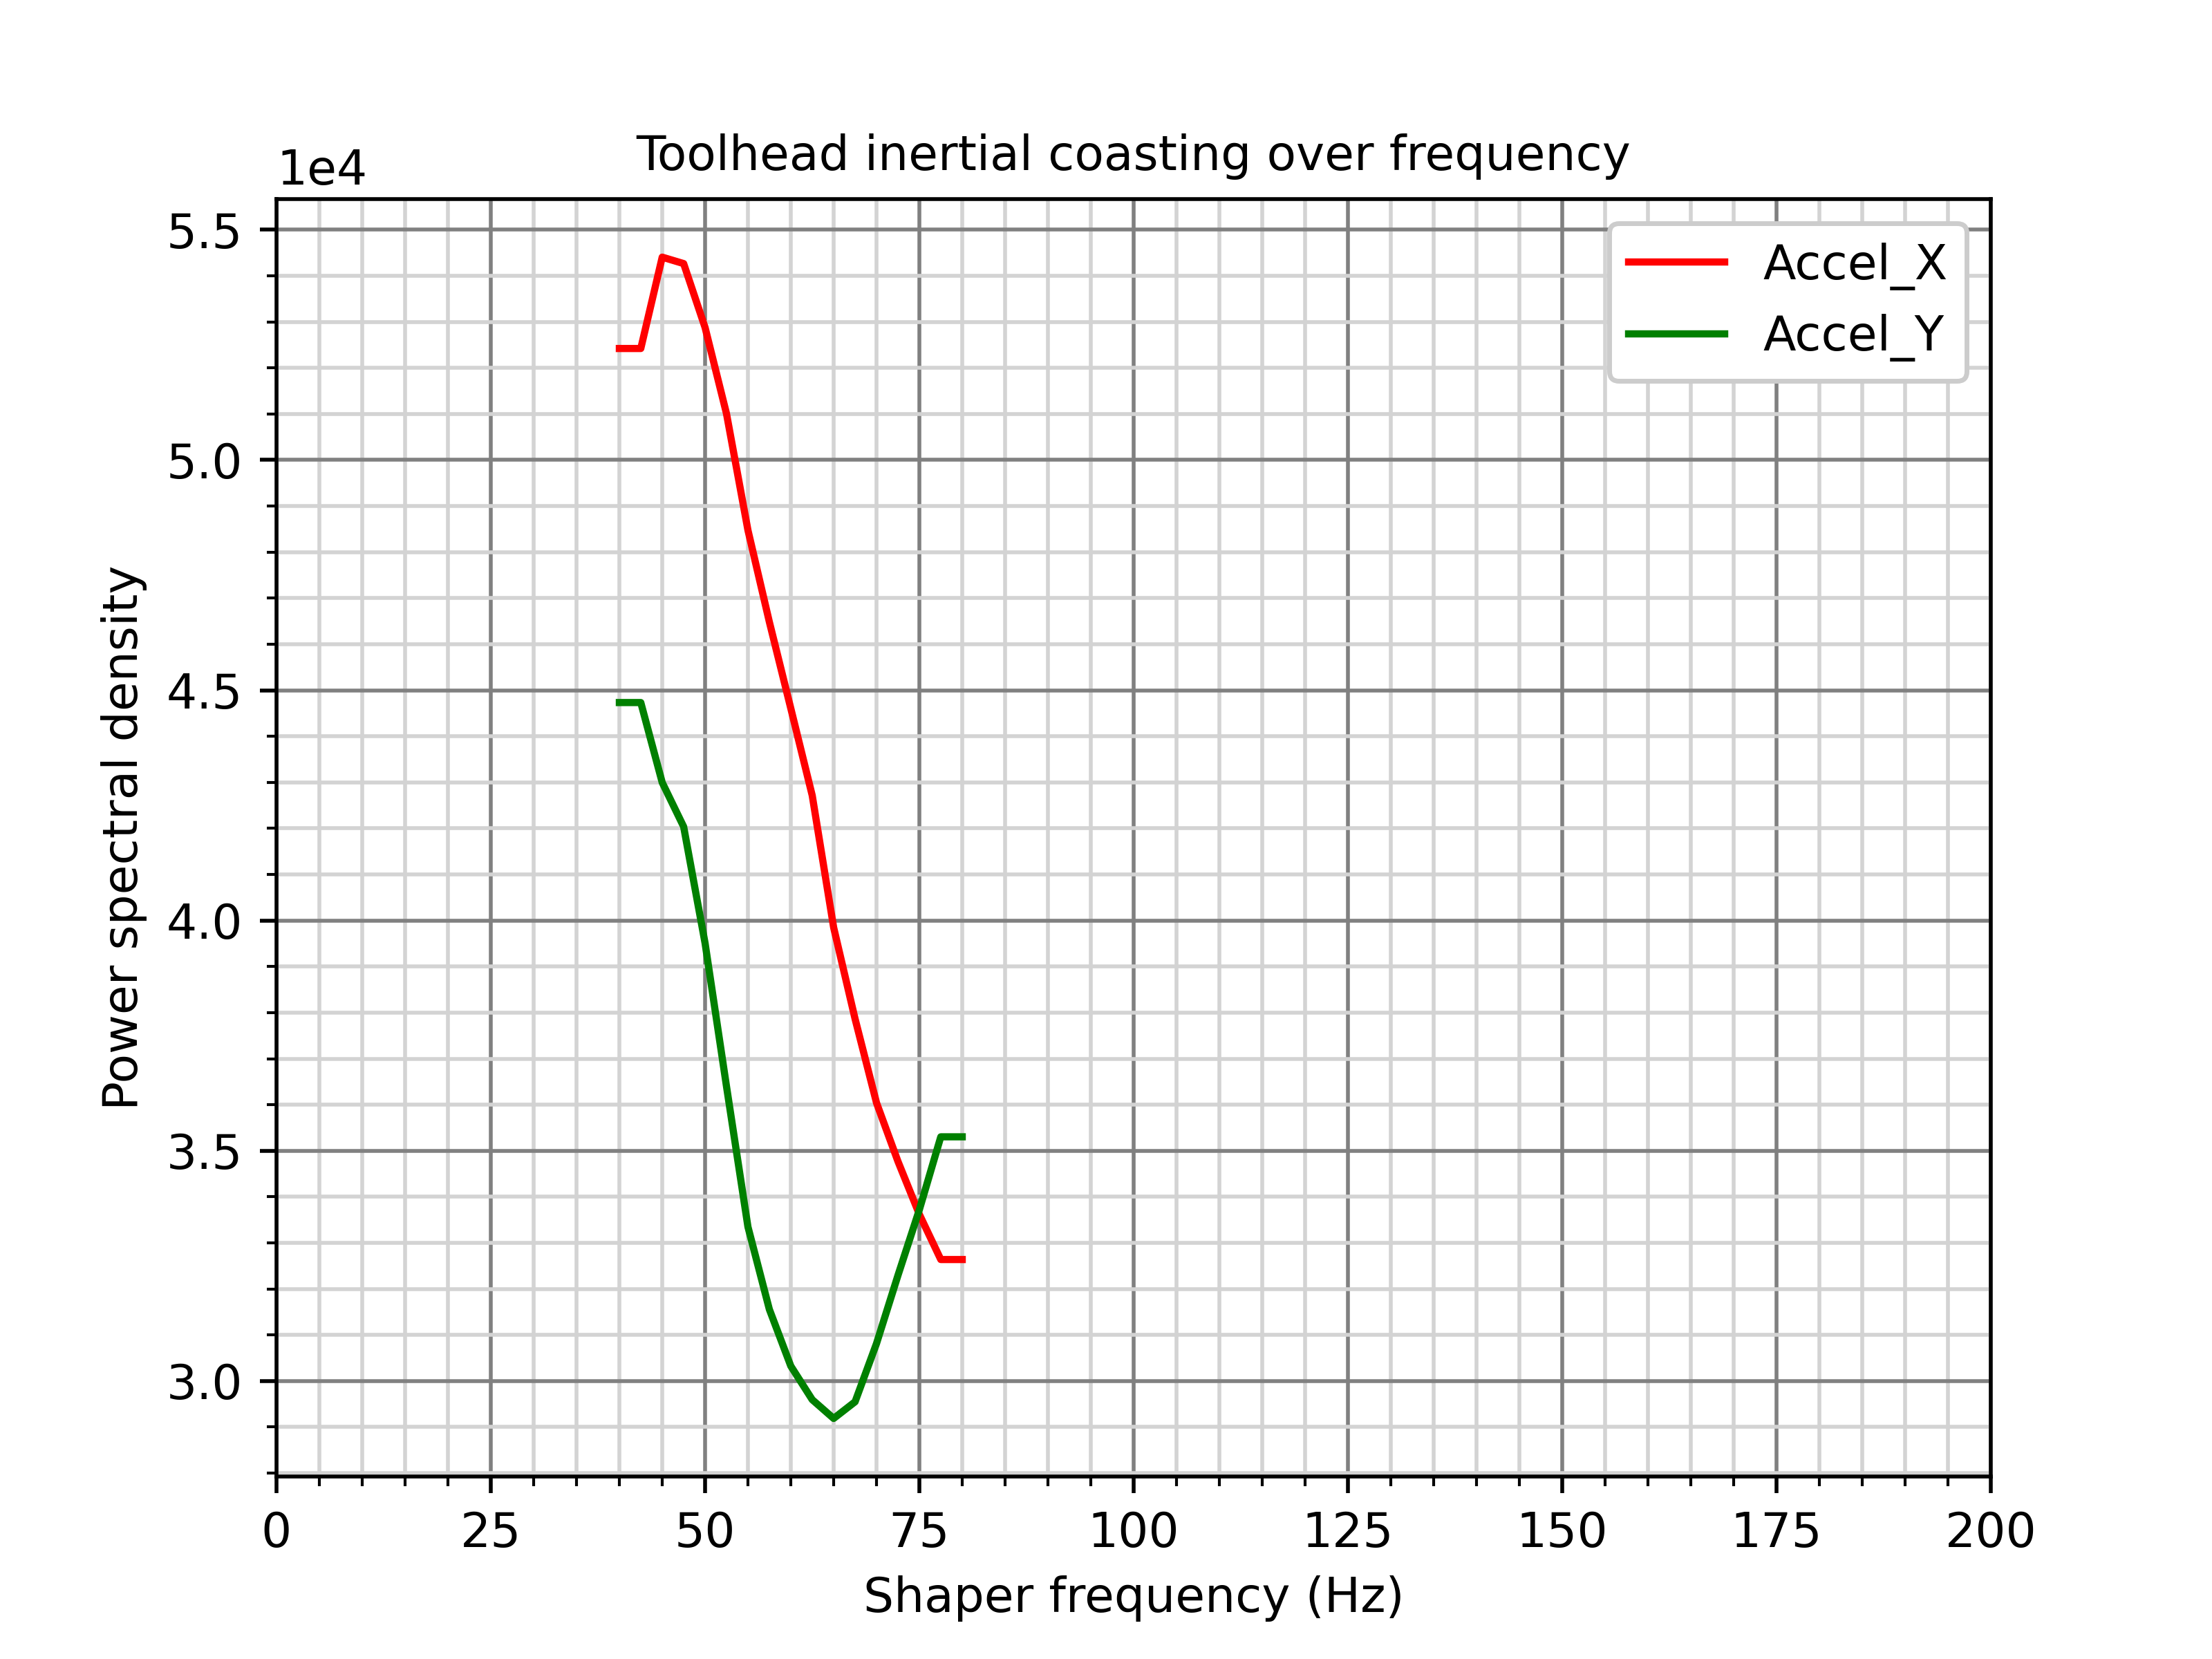 Toolhead inertial coasting over frequency
1e4
5.5
5.0
4.5
4.0
3.5
3.0
Power spectral density
0 25 50 75 100 125 150 175 200
Shaper frequency (Hz)
Accel_X
Accel_Y